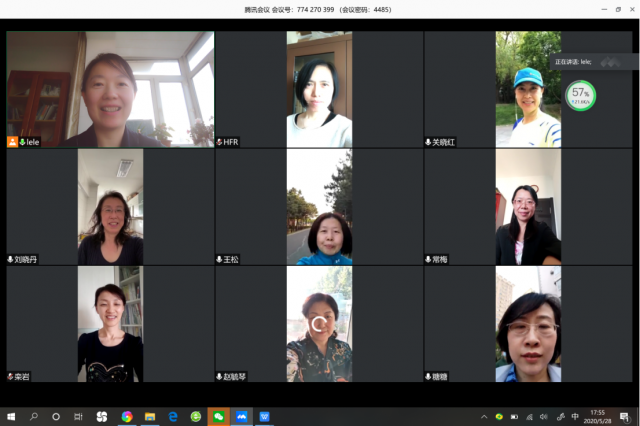 腾讯会议 会议号：774 270 399 （会议密码：4485）
正在讲话: lele;
57%
lele
HFR
关晓红
刘晓丹
王松
常梅
栾岩
赵毓琴
糖糖
中
17:55
2020/5/28